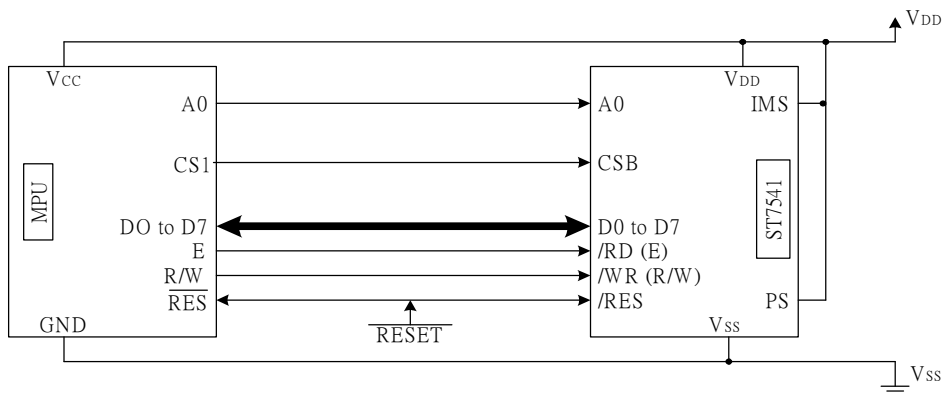 VDD
VCC
A0
CS1
MPU
DO to D7
E
R/W
RES
GND
RESET
VDD
A0
IMS
CSB
ST7541
D0 to D7
/RD (E)
/WR (R/W)
/RES
PS
VSS
VSS